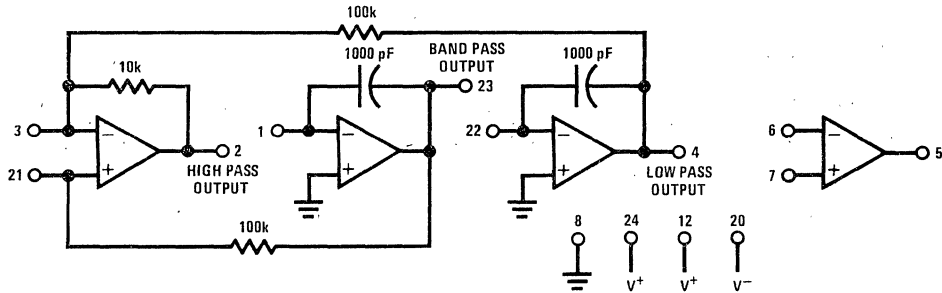 100k
1000 pF
BAND PASS
OUTPUT
1000 pF
10k
23
3
−
2
1
−
22
−
4
6
−
5
21
+
HIGH PASS
OUTPUT
+
+
LOW PASS
OUTPUT
7
+
100k
8
24
12
20
V+
V+
V−